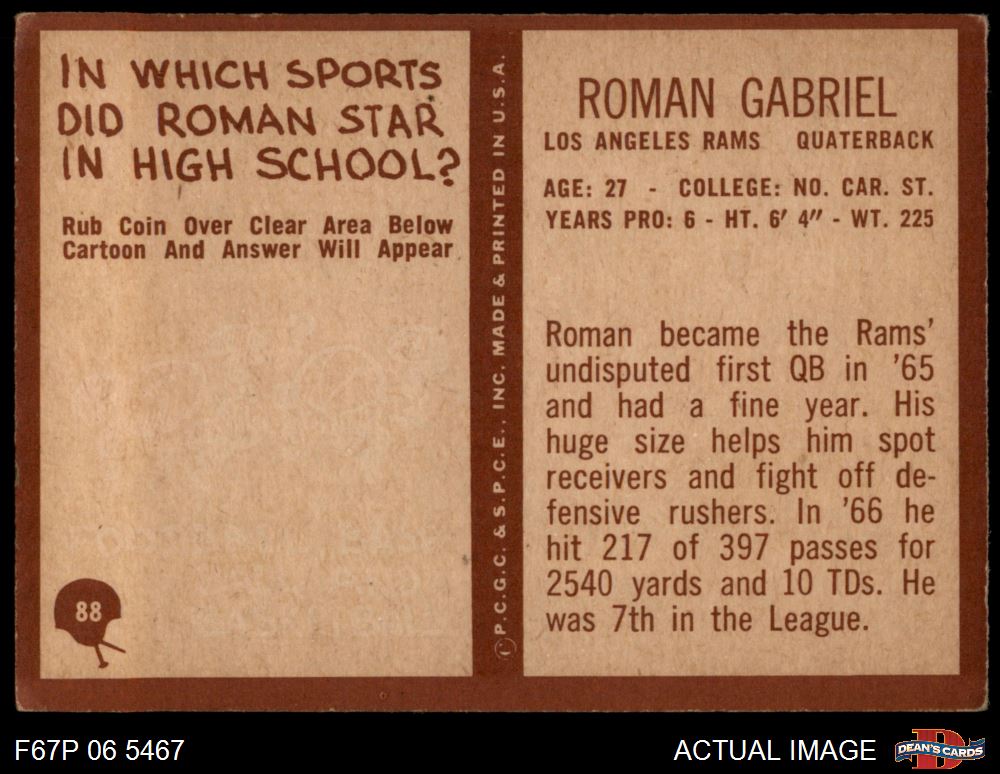 IN WHICH SPORTS
DID ROMAN STAR
IN HIGH SCHOOL?
Rub Coin Over Clear Area Below
Cartoon And Answer Will Appear
88
© P.C.G.C. & S.P.C.E., INC. MADE & PRINTED IN U.S.A.
ROMAN GABRIEL
LOS ANGELES RAMS QUATERBACK
AGE: 27 - COLLEGE: NO. CAR. ST.
YEARS PRO: 6 - HT. 6' 4" - WT. 225
Roman became the Rams'
undisputed first QB in '65
and had a fine year. His
huge size helps him spot
receivers and fight off de-
fensive rushers. In '66 he
hit 217 of 397 passes for
2540 yards and 10 TDs. He
was 7th in the League.
F67P 06 5467
ACTUAL IMAGE
D
DEAN'S CARDS